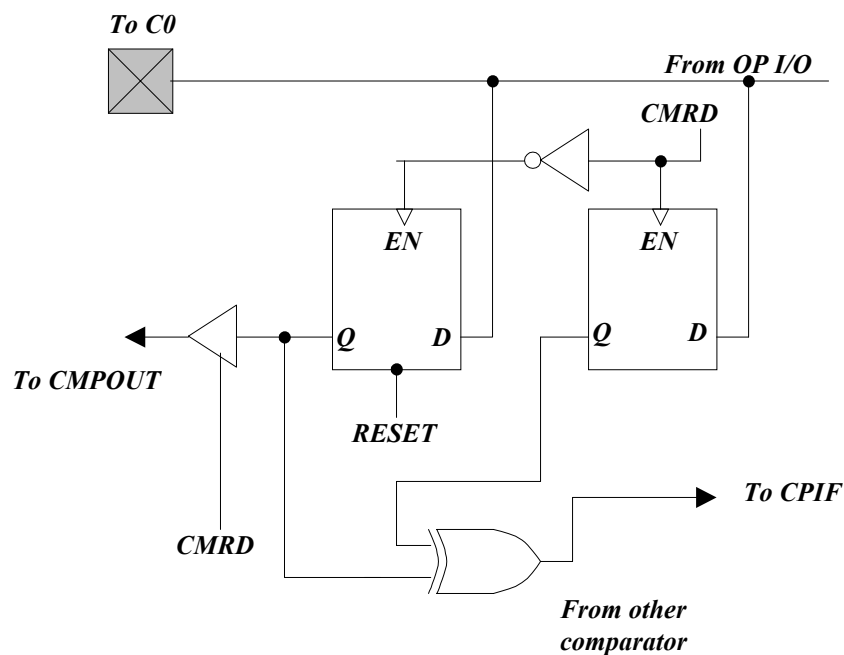 To C0
From OP I/O
CMRD
EN
EN
Q
D
Q
D
To CMPOUT
RESET
To CPIF
CMRD
From other
comparator